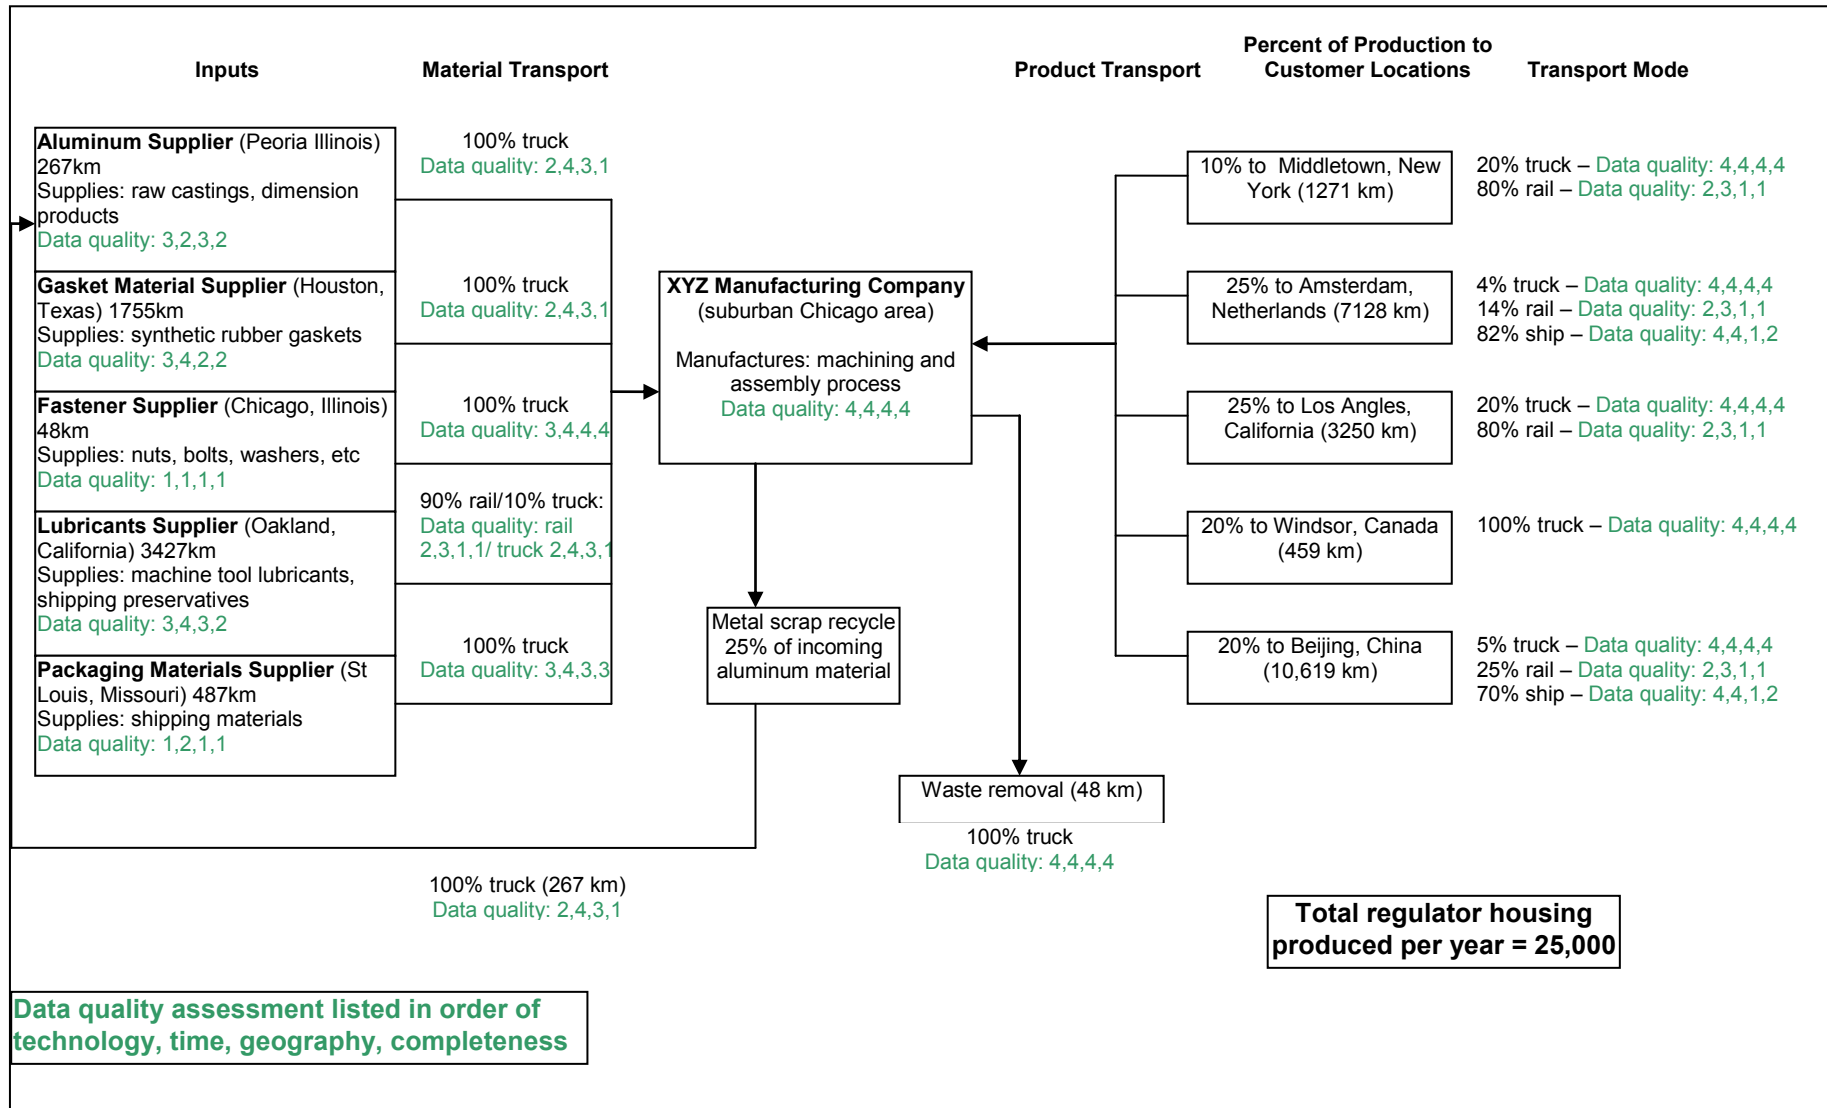 Inputs
Material Transport
Product Transport
Percent of Production to
Customer Locations
Transport Mode
Aluminum Supplier (Peoria Illinois)
267km
Supplies: raw castings, dimension
products
Data quality: 3,2,3,2
Gasket Material Supplier (Houston,
Texas) 1755km
Supplies: synthetic rubber gaskets
Data quality: 3,4,2,2
Fastener Supplier (Chicago, Illinois)
48km
Supplies: nuts, bolts, washers, etc
Data quality: 1,1,1,1
Lubricants Supplier (Oakland,
California) 3427km
Supplies: machine tool lubricants,
shipping preservatives
Data quality: 3,4,3,2
Packaging Materials Supplier (St
Louis, Missouri) 487km
Supplies: shipping materials
Data quality: 1,2,1,1
100% truck
Data quality: 2,4,3,1
100% truck
Data quality: 2,4,3,1
100% truck
Data quality: 3,4,4,4
90% rail/10% truck:
Data quality: rail
2,3,1,1/ truck 2,4,3,1
100% truck
Data quality: 3,4,3,3
XYZ Manufacturing Company
(suburban Chicago area)
Manufactures: machining and
assembly process
Data quality: 4,4,4,4
Metal scrap recycle
25% of incoming
aluminum material
Waste removal (48 km)
100% truck
Data quality: 4,4,4,4
100% truck (267 km)
Data quality: 2,4,3,1
10% to Middletown, New
York (1271 km)
20% truck – Data quality: 4,4,4,4
80% rail – Data quality: 2,3,1,1
25% to Amsterdam,
Netherlands (7128 km)
4% truck – Data quality: 4,4,4,4
14% rail – Data quality: 2,3,1,1
82% ship – Data quality: 4,4,1,2
25% to Los Angles,
California (3250 km)
20% truck – Data quality: 4,4,4,4
80% rail – Data quality: 2,3,1,1
20% to Windsor, Canada
(459 km)
100% truck – Data quality: 4,4,4,4
20% to Beijing, China
(10,619 km)
5% truck – Data quality: 4,4,4,4
25% rail – Data quality: 2,3,1,1
70% ship – Data quality: 4,4,1,2
Total regulator housing
produced per year = 25,000
Data quality assessment listed in order of
technology, time, geography, completeness